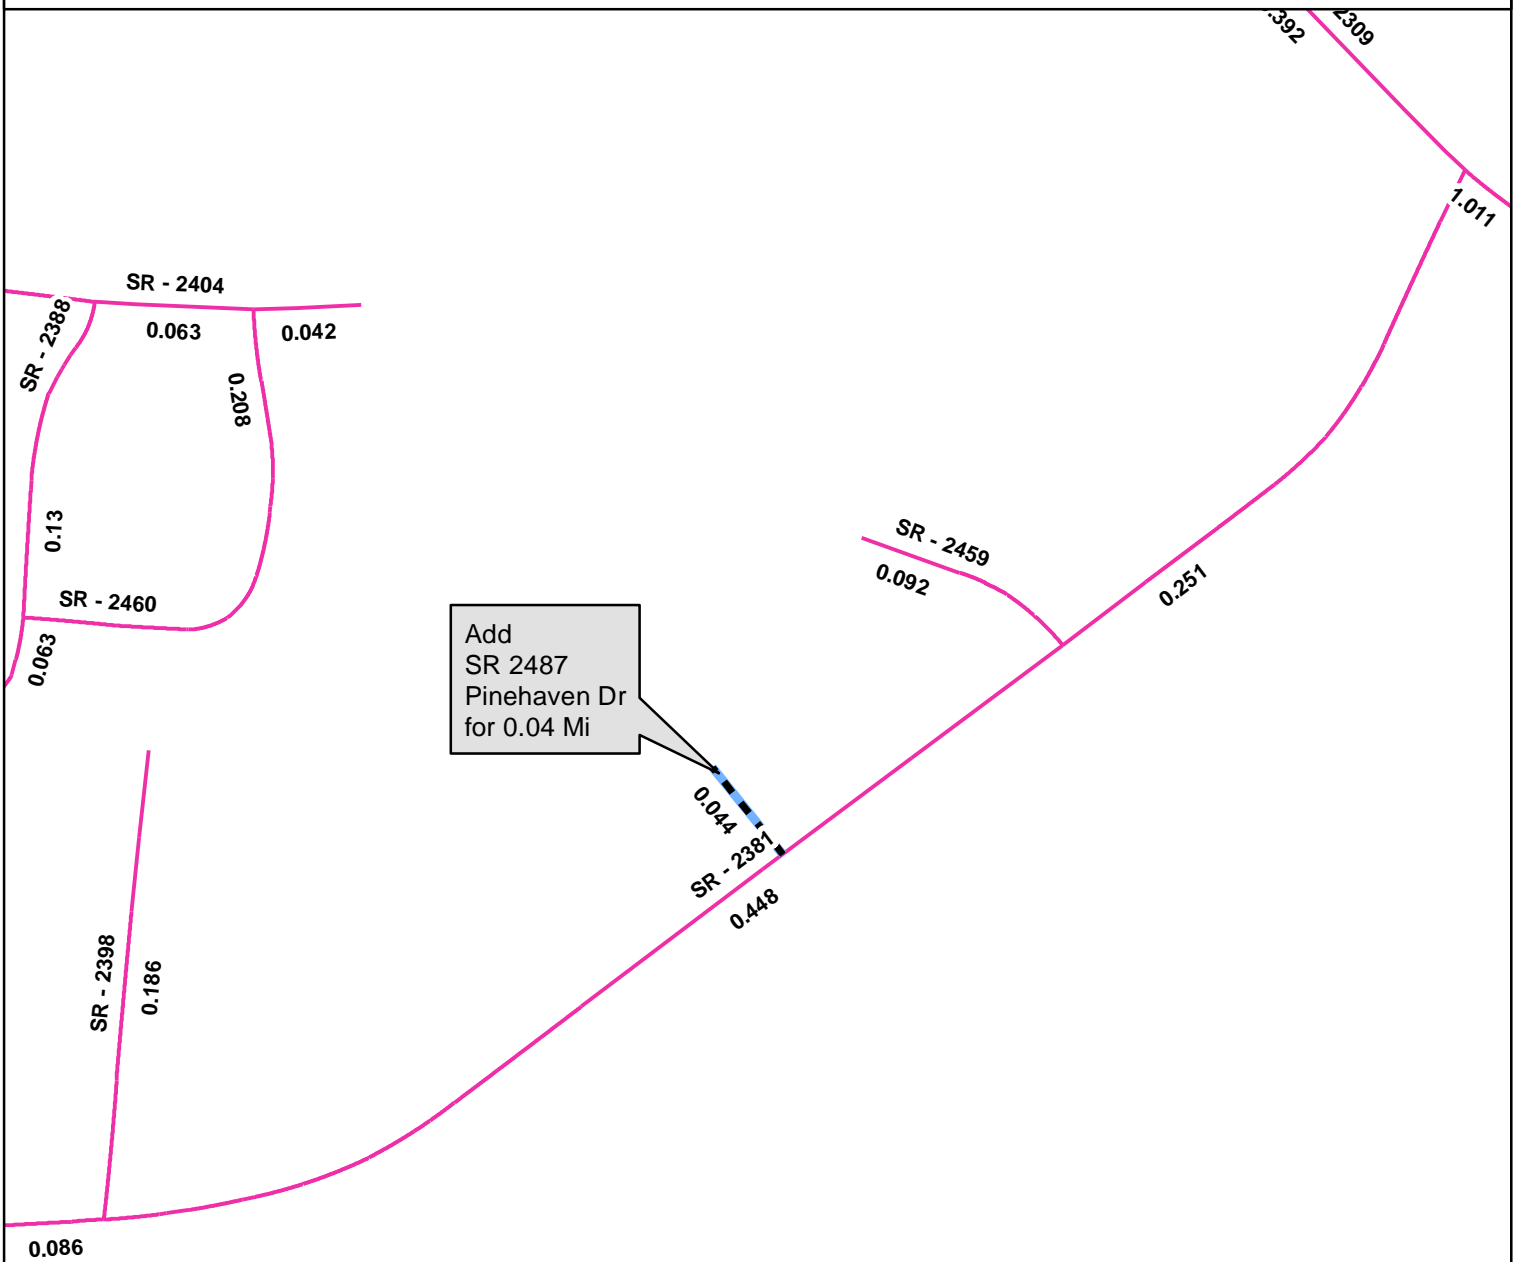 2309
.392
1.011
SR - 2404
SR - 2388
0.063
0.042
0.208
0.13
SR - 2459
0.092
0.251
SR - 2460
0.063
Add
SR 2487
Pinehaven Dr
for 0.04 Mi
0.044
SR - 2381
0.448
SR - 2398
0.186
0.086